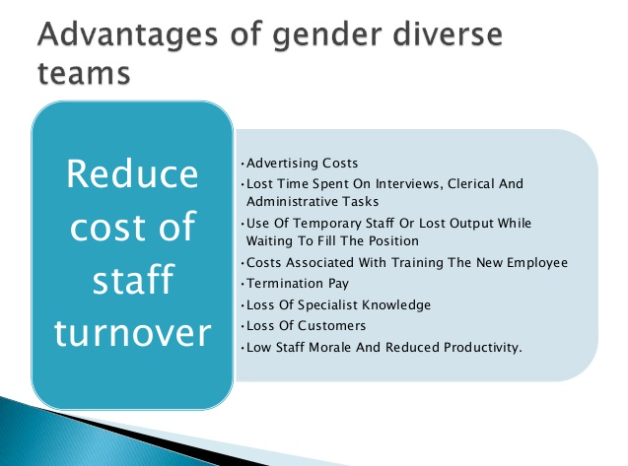 Advantages of gender diverse
teams
Reduce
cost of
staff
turnover
•Advertising Costs
•Lost Time Spent On Interviews, Clerical And
Administrative Tasks
•Use Of Temporary Staff Or Lost Output While
Waiting To Fill The Position
•Costs Associated With Training The New Employee
•Termination Pay
•Loss Of Specialist Knowledge
•Loss Of Customers
•Low Staff Morale And Reduced Productivity.